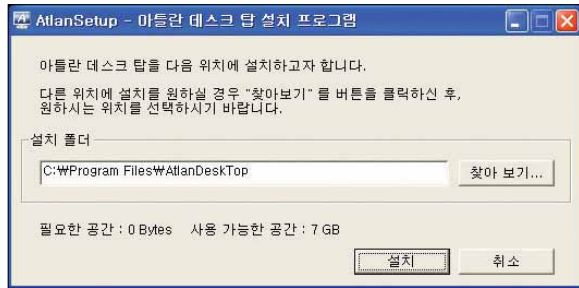 AtlanSetup - 아틀란 데스크 탑 설치 프로그램
아틀란 데스크 탑을 다음 위치에 설치하고자 합니다.
다른 위치에 설치를 원하실 경우 "찾아보기" 를 버튼을 클릭하신 후,
원하시는 위치를 선택하시기 바랍니다.
설치 폴더
C:₩Program Files₩AtlanDeskTop
찾아 보기...
필요한 공간 : 0 Bytes 사용 가능한 공간 : 7 GB
설치 취소